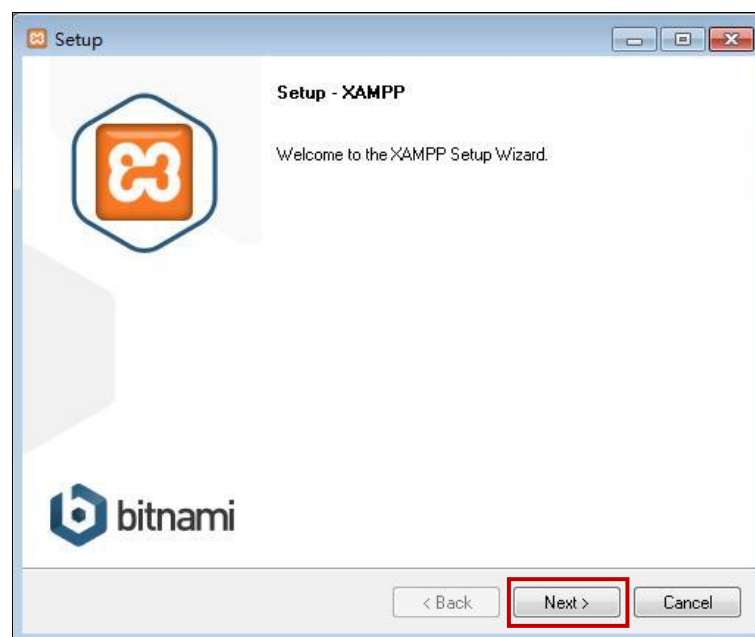 Setup
Setup - XAMPP
Welcome to the XAMPP Setup Wizard.
bitnami
< Back
Next >
Cancel